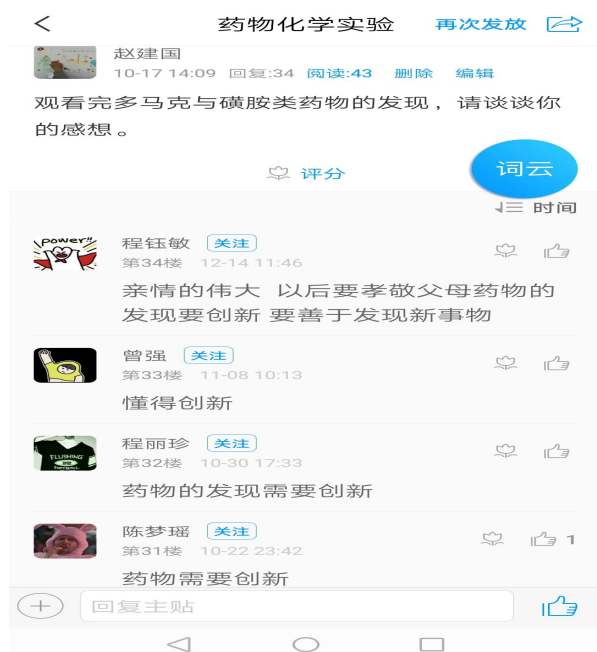 药物化学实验 再次发放
赵建国
10-17 14:09 回复:34 阅读:43 删除 编辑
观看完多马克与磺胺类药物的发现，请谈谈你
的感想。
评分
词云
时间
power"
程钰敏 关注
第34楼 12-14 11:46
亲情的伟大 以后要孝敬父母药物的
发现要创新 要善于发现新事物
曾强 关注
第33楼 11-08 10:13
懂得创新
FLUSHING
程丽珍 关注
第32楼 10-30 17:33
药物的发现需要创新
陈梦瑶 关注
第31楼 10-22 23:42
1
药物需要创新
回复主贴